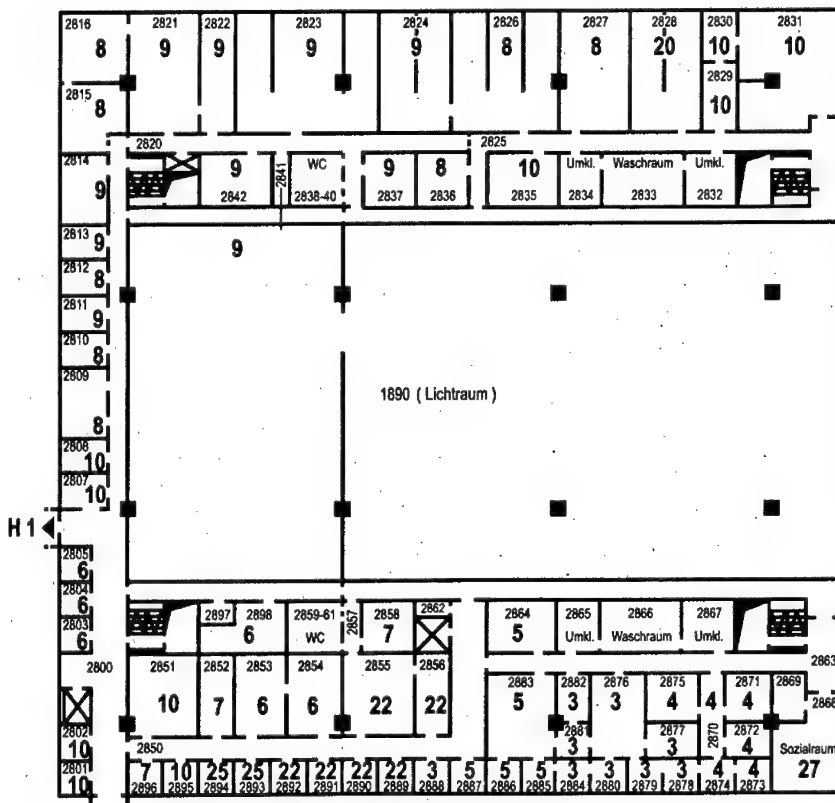 2816 2821 2822 2823 2824 2826 2827 2828 2830 2831
8 9 9 9 9 8 8 20 10 10
2815 2829
8 10
2820 2825
2814 WC Umkl. Waschraum Umkl.
9 9 2841 9 8 10
2842 2838-40 2837 2836 2835 2834 2833 2832
2813
9 9
2812
8
2811
9
2810
8
2809
1890 ( Lichtraum )
8
2808
10
2807
10
H 1
2805
6
2804
6
2803
6
2897 2898 2859-61 2857 2858 2862 2864 2865 2866 2867
6 WC 7 5 Umkl. Waschraum Umkl.
2800 2851 2852 2853 2854 2855 2856 2863
10 7 6 6 22 22
2883 2882 2876 2875 2871 2869
5 3 3 4 4 4 2868
2881 2877 2870 2872
3 3 4
2802 2850 Sozialraum
10 27
2801
10
7 10 25 25 22 22 22 22 3 5 5 5 3 3 3 3 4 4
2896 2895 2894 2893 2892 2891 2890 2889 2888 2887 2886 2885 2884 2880 2879 2878 2874 2873